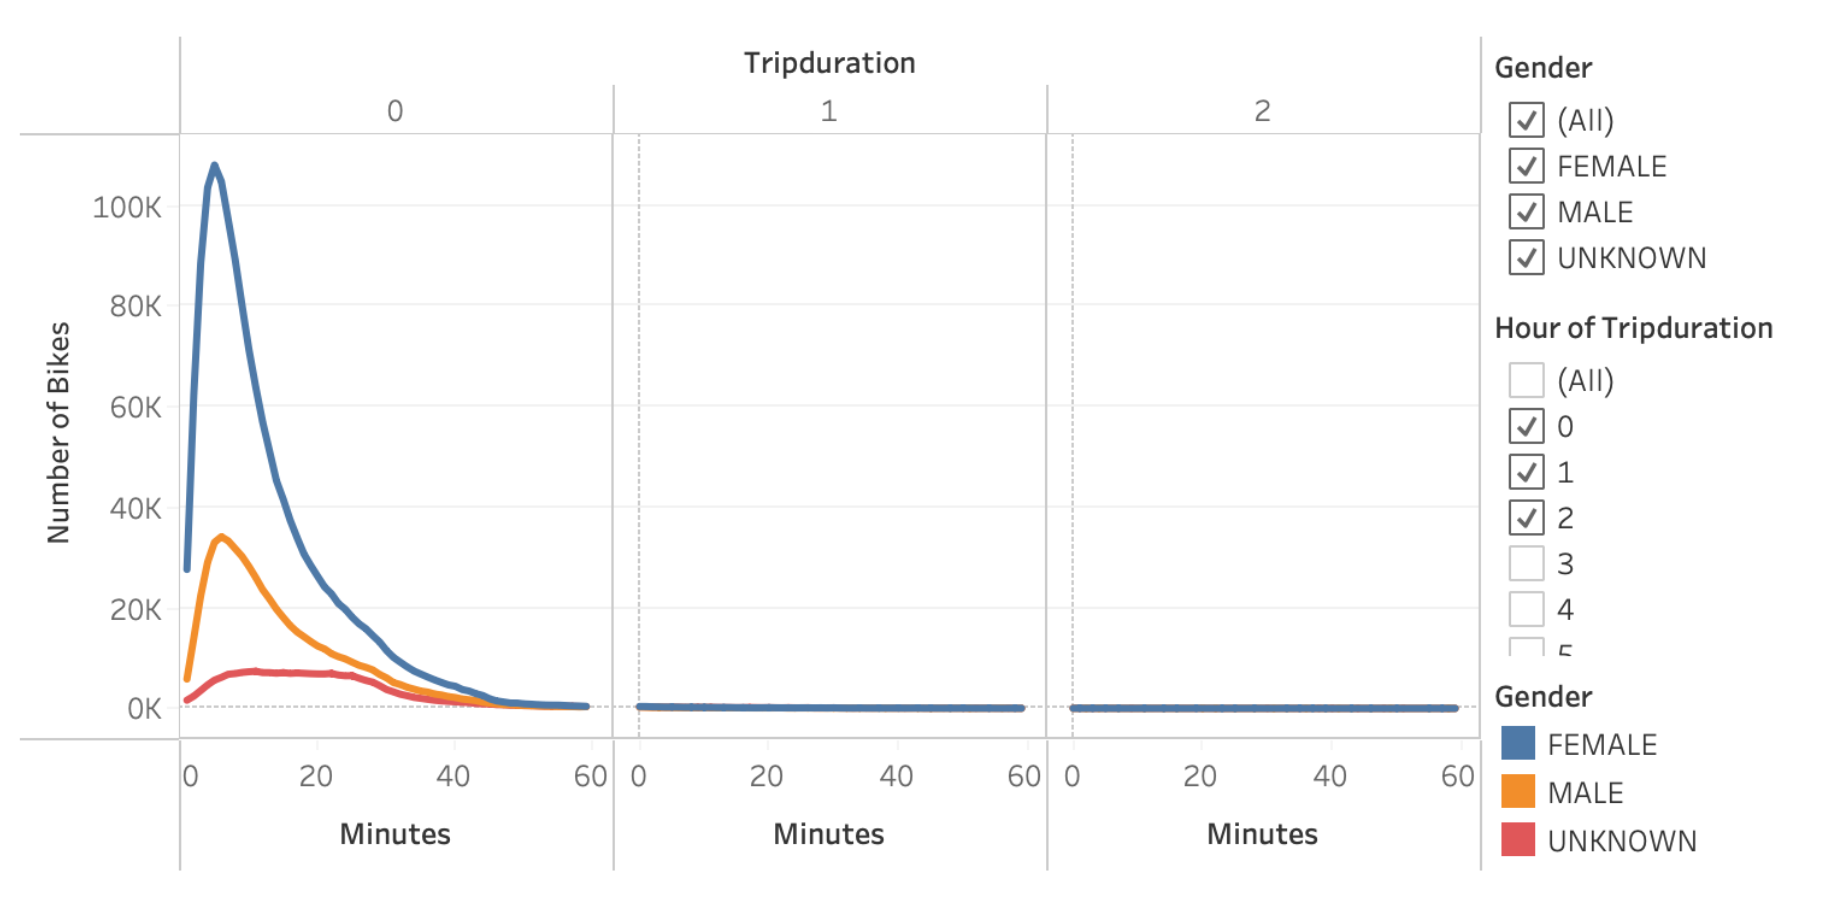 Tripduration
0 1 2
100K
80K
60K
40K
20K
0K
Number of Bikes
0 20 40 60 0 20 40 60 0 20 40 60
Minutes Minutes Minutes
Gender
(All)
FEMALE
MALE
UNKNOWN
Hour of Tripduration
(All)
0
1
2
3
4
5
Gender
FEMALE
MALE
UNKNOWN